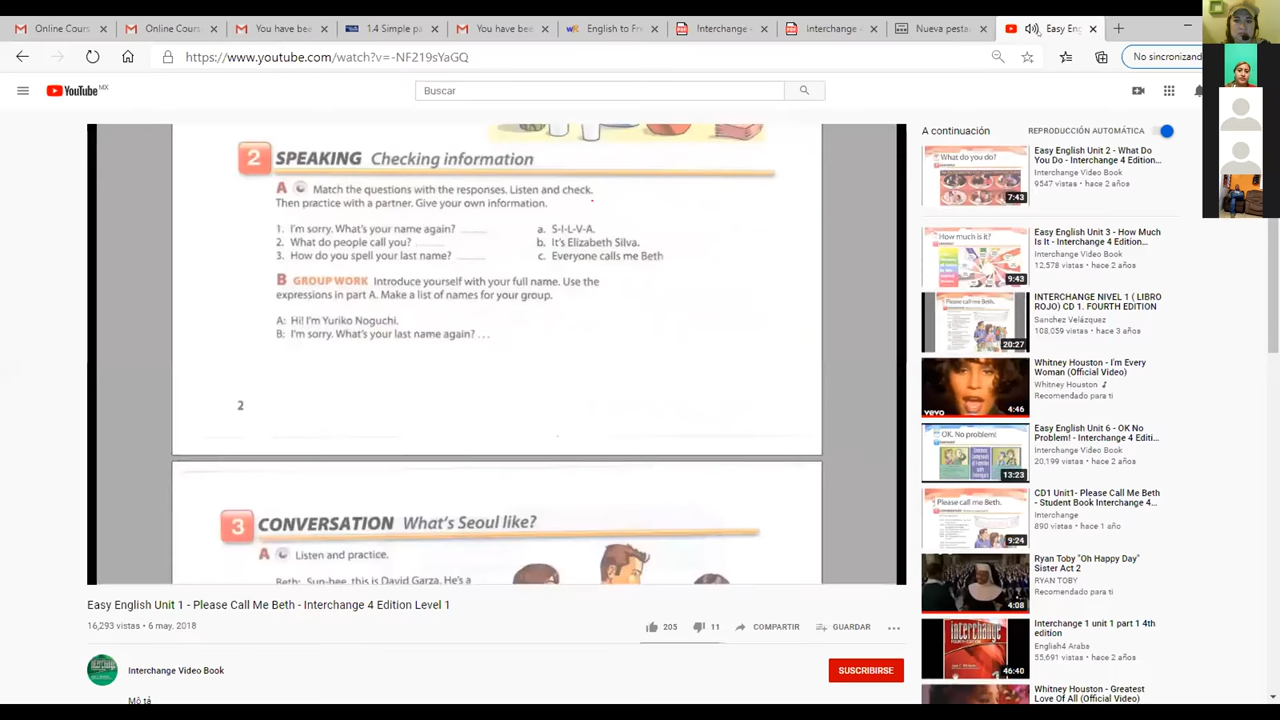 Online Cours
Online Cours
You have bee
1.4 Simple pa
You have bee
English to Fre
Interchange_
Interchange 4
Nueva pestañ
Easy En
https://www.youtube.com/watch?v=-NF219sYaGQ
No sincronizand
YouTube MX
Buscar
2 SPEAKING Checking information
A Match the questions with the responses. Listen and check.
Then practice with a partner. Give your own information.
1. I'm sorry. What's your name again?
a. S-I-L-V-A.
2. What do people call you?
b. It's Elizabeth Silva.
3. How do you spell your last name?
c. Everyone calls me Beth
B GROUP WORK Introduce yourself with your full name. Use the
expressions in part A. Make a list of names for your group.
A: Hi! I'm Yuriko Noguchi.
B: I'm sorry. What's your last name again? ...
2
3 CONVERSATION What's Seoul like?
A Listen and practice.
Beth: Sun-hee, this is David Garza. He's a
Easy English Unit 1 - Please Call Me Beth - Interchange 4 Edition Level 1
16,293 vistas • 6 may. 2018
205
11
COMPARTIR
GUARDAR
Interchange Video Book
SUSCRIBIRSE
Mô tả
A continuación
REPRODUCCIÓN AUTOMÁTICA
What do you do?
7:43
Easy English Unit 2 - What Do
You Do - Interchange 4 Edition...
Interchange Video Book
9547 vistas • hace 2 años
How much is it?
9:43
Easy English Unit 3 - How Much
Is It - Interchange 4 Edition...
Interchange Video Book
12,578 vistas • hace 2 años
Please call me Beth.
20:27
INTERCHANGE NIVEL 1 ( LIBRO
ROJO) CD 1. FOURTH EDITION
Sanchez Velázquez
108,059 vistas • hace 3 años
vevo
4:46
Whitney Houston - I'm Every
Woman (Official Video)
Whitney Houston
Recomendado para ti
OK. No problem!
13:23
Easy English Unit 6 - OK No
Problem! - Interchange 4 Editi...
Interchange Video Book
20,199 vistas • hace 2 años
Please call me Beth.
9:24
CD1 Unit1- Please Call Me Beth
- Student Book Interchange 4...
Interchange
890 vistas • hace 1 año
4:08
Ryan Toby "Oh Happy Day"
Sister Act 2
RYAN TOBY
Recomendado para ti
interchange
46:40
Interchange 1 unit 1 part 1 4th
edition
English4 Arabs
55,691 vistas • hace 2 años
Whitney Houston - Greatest
Love Of All (Official Video)